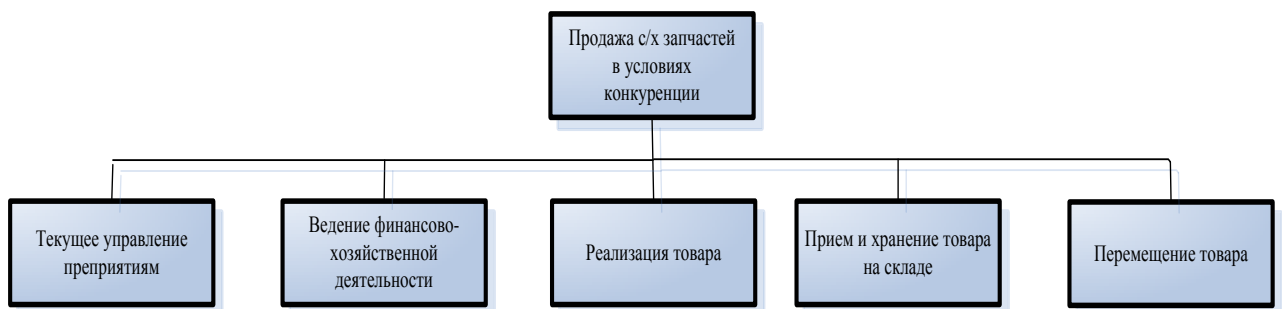 Продажа с/х запчастей
в условиях
конкуренции
Текущее управление
преприятиям
Ведение финансово-
хозяйственной
деятельности
Реализация товара
Прием и хранение товара
на складе
Перемещение товара